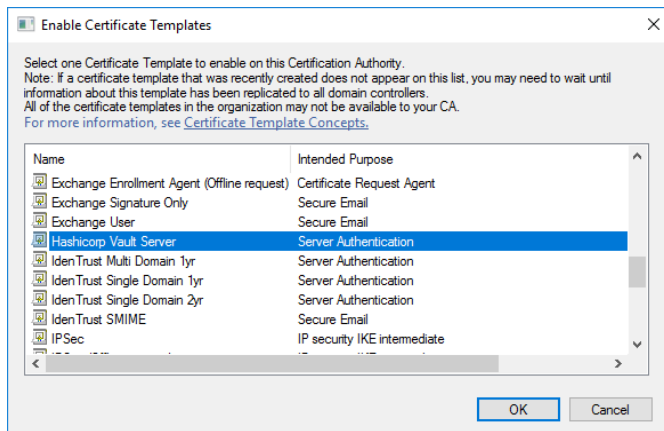 Enable Certificate Templates
Select one Certificate Template to enable on this Certification Authority.
Note: If a certificate template that was recently created does not appear on this list, you may need to wait until
information about this template has been replicated to all domain controllers.
All of the certificate templates in the organization may not be available to your CA.
For more information, see Certificate Template Concepts.
Name Intended Purpose
Exchange Enrollment Agent (Offline request) Certificate Request Agent
Exchange Signature Only Secure Email
Exchange User Secure Email
Hashicorp Vault Server Server Authentication
IdenTrust Multi Domain 1yr Server Authentication
IdenTrust Single Domain 1yr Server Authentication
IdenTrust Single Domain 2yr Server Authentication
IdenTrust SMIME Secure Email
IPSec IP security IKE intermediate
OK Cancel